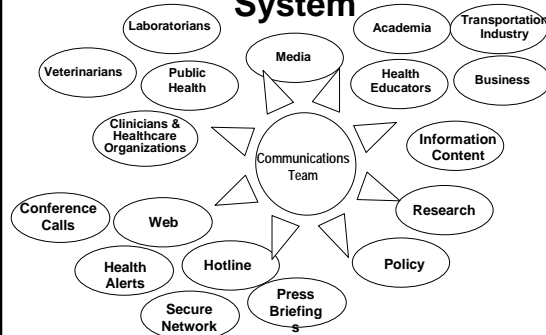 System
Laboratorians
Academia
Transportation
Industry
Media
Veterinarians
Public
Health
Health
Educators
Business
Clinicians &
Healthcare
Organizations
Communications
Team
Information
Content
Conference
Calls
Web
Research
Health
Alerts
Hotline
Policy
Secure
Network
Press
Briefing
s